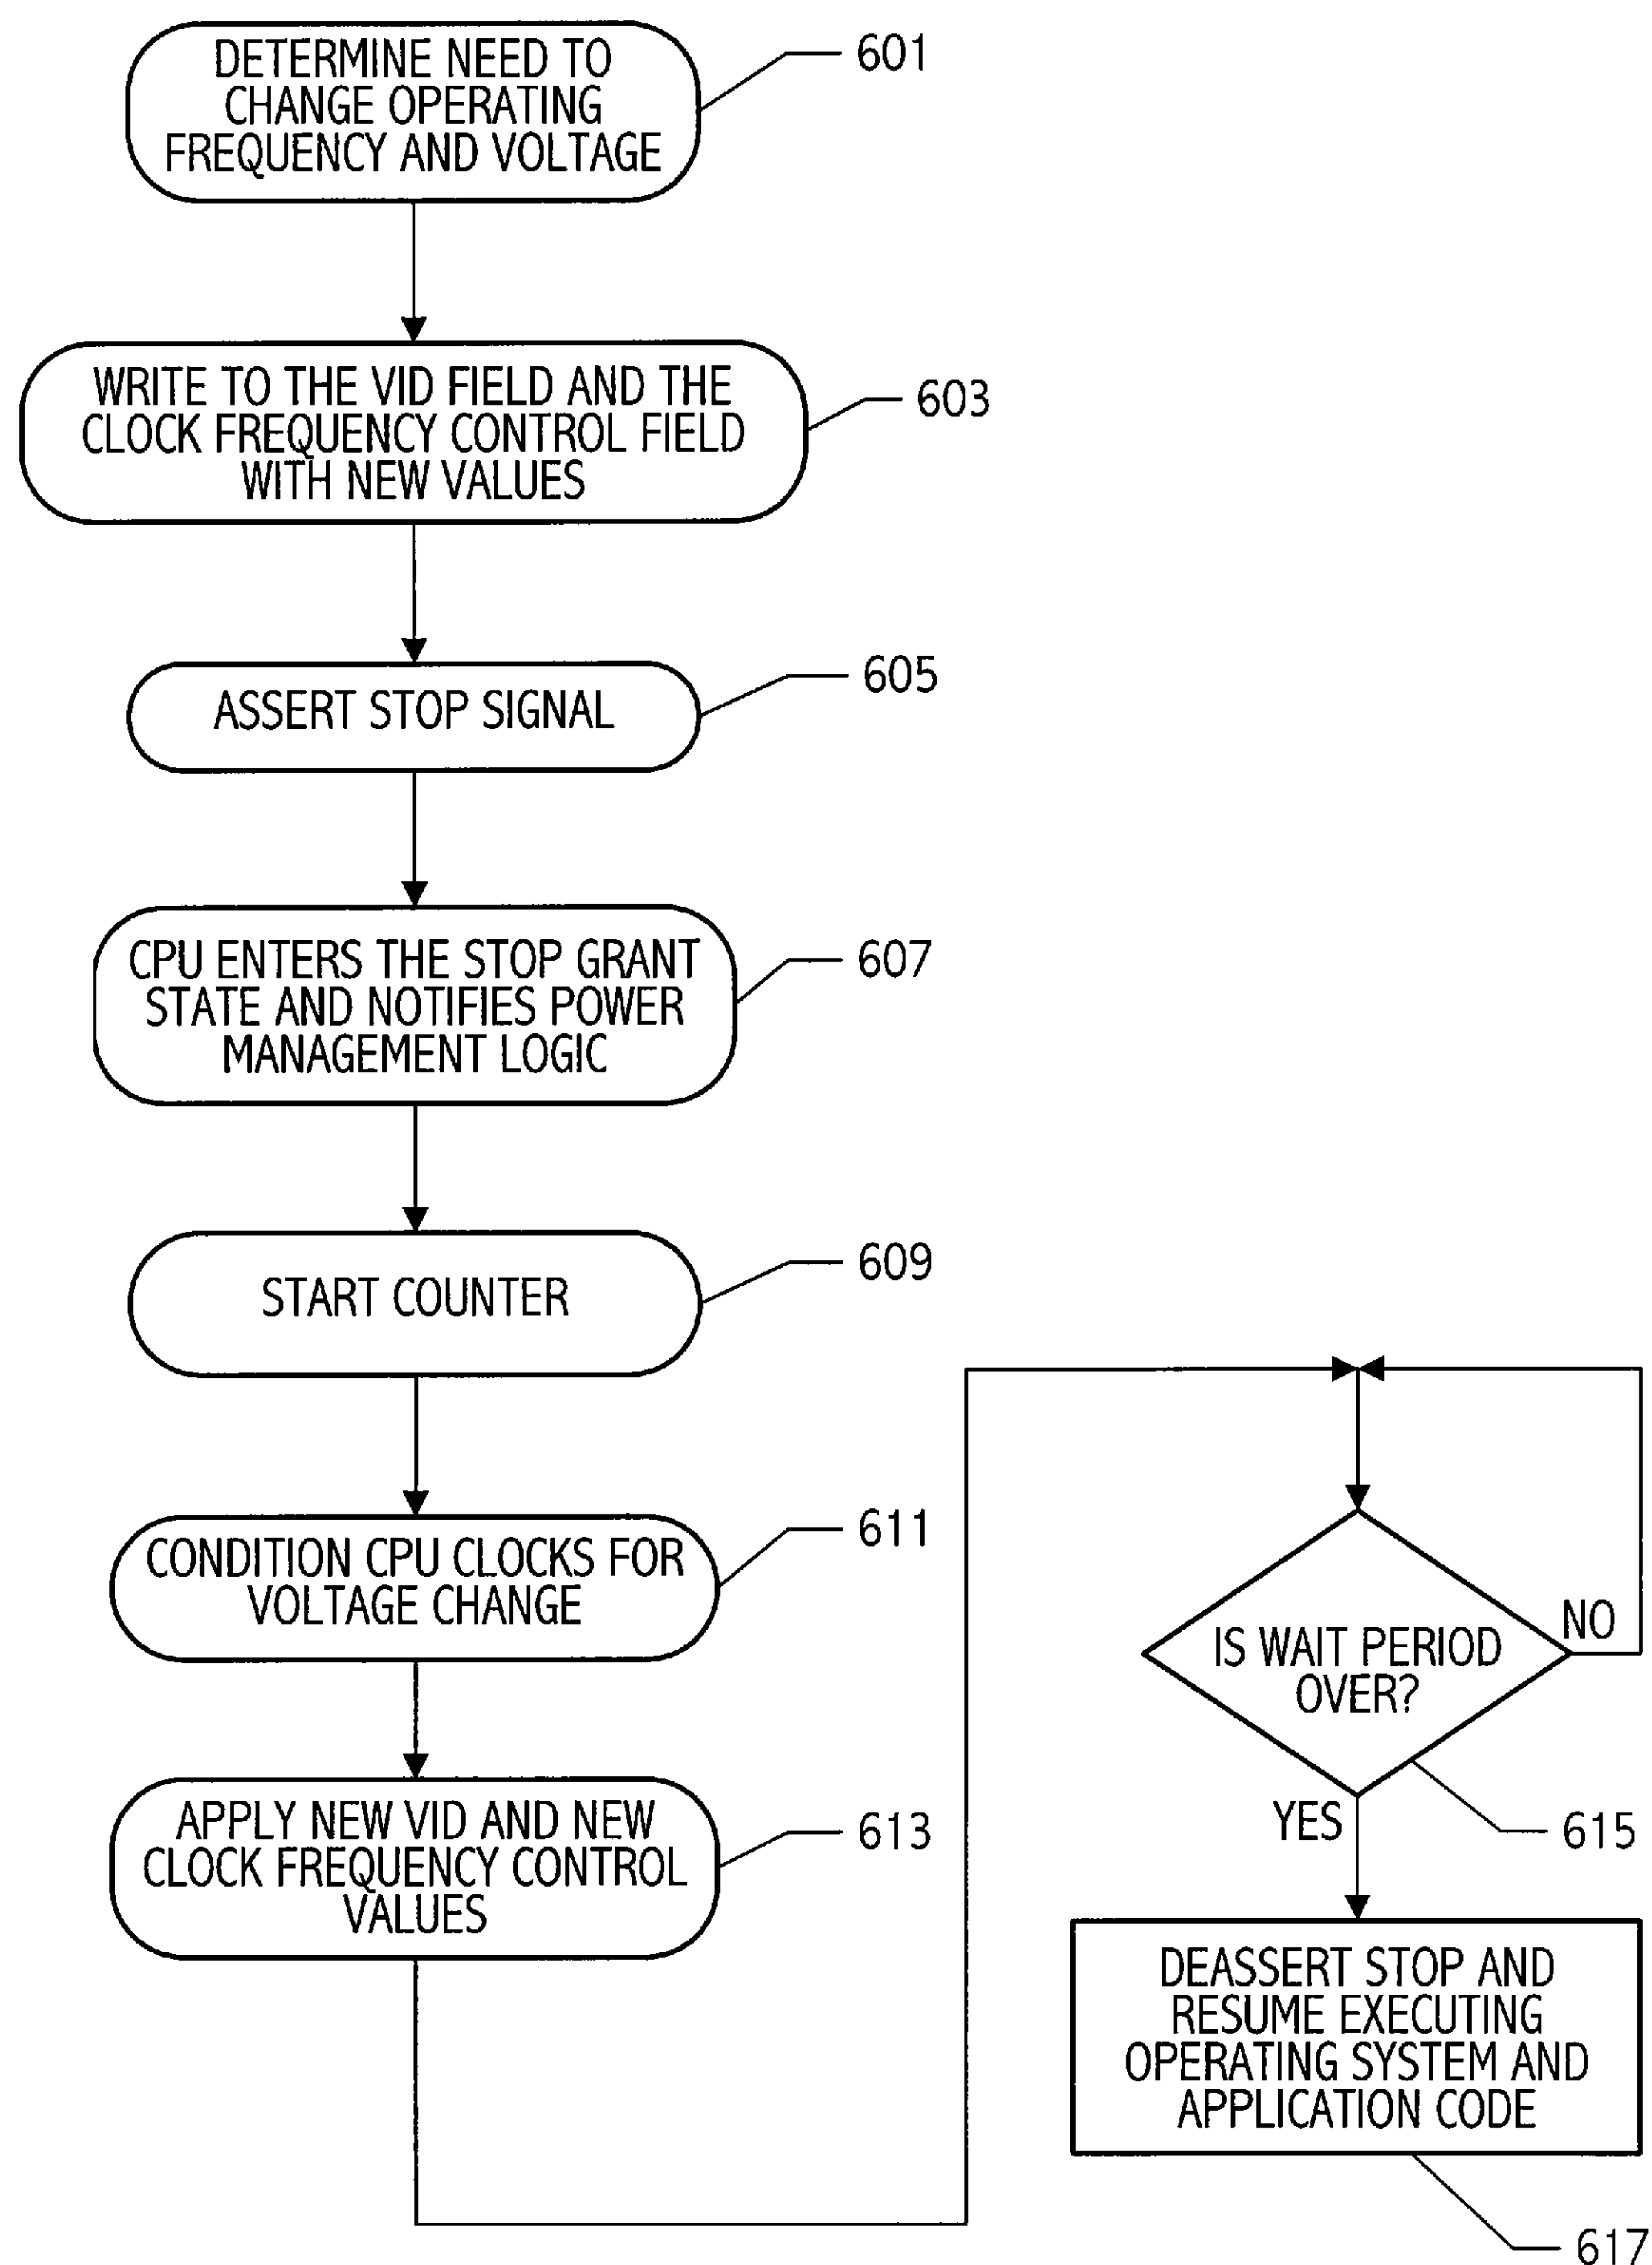 DETERMINE NEED TO
CHANGE OPERATING
FREQUENCY AND VOLTAGE
601
WRITE TO THE VID FIELD AND THE
CLOCK FREQUENCY CONTROL FIELD
WITH NEW VALUES
603
ASSERT STOP SIGNAL
605
CPU ENTERS THE STOP GRANT
STATE AND NOTIFIES POWER
MANAGEMENT LOGIC
607
START COUNTER
609
CONDITION CPU CLOCKS FOR
VOLTAGE CHANGE
611
APPLY NEW VID AND NEW
CLOCK FREQUENCY CONTROL
VALUES
613
IS WAIT PERIOD
OVER?
NO
YES
615
DEASSERT STOP AND
RESUME EXECUTING
OPERATING SYSTEM AND
APPLICATION CODE
617